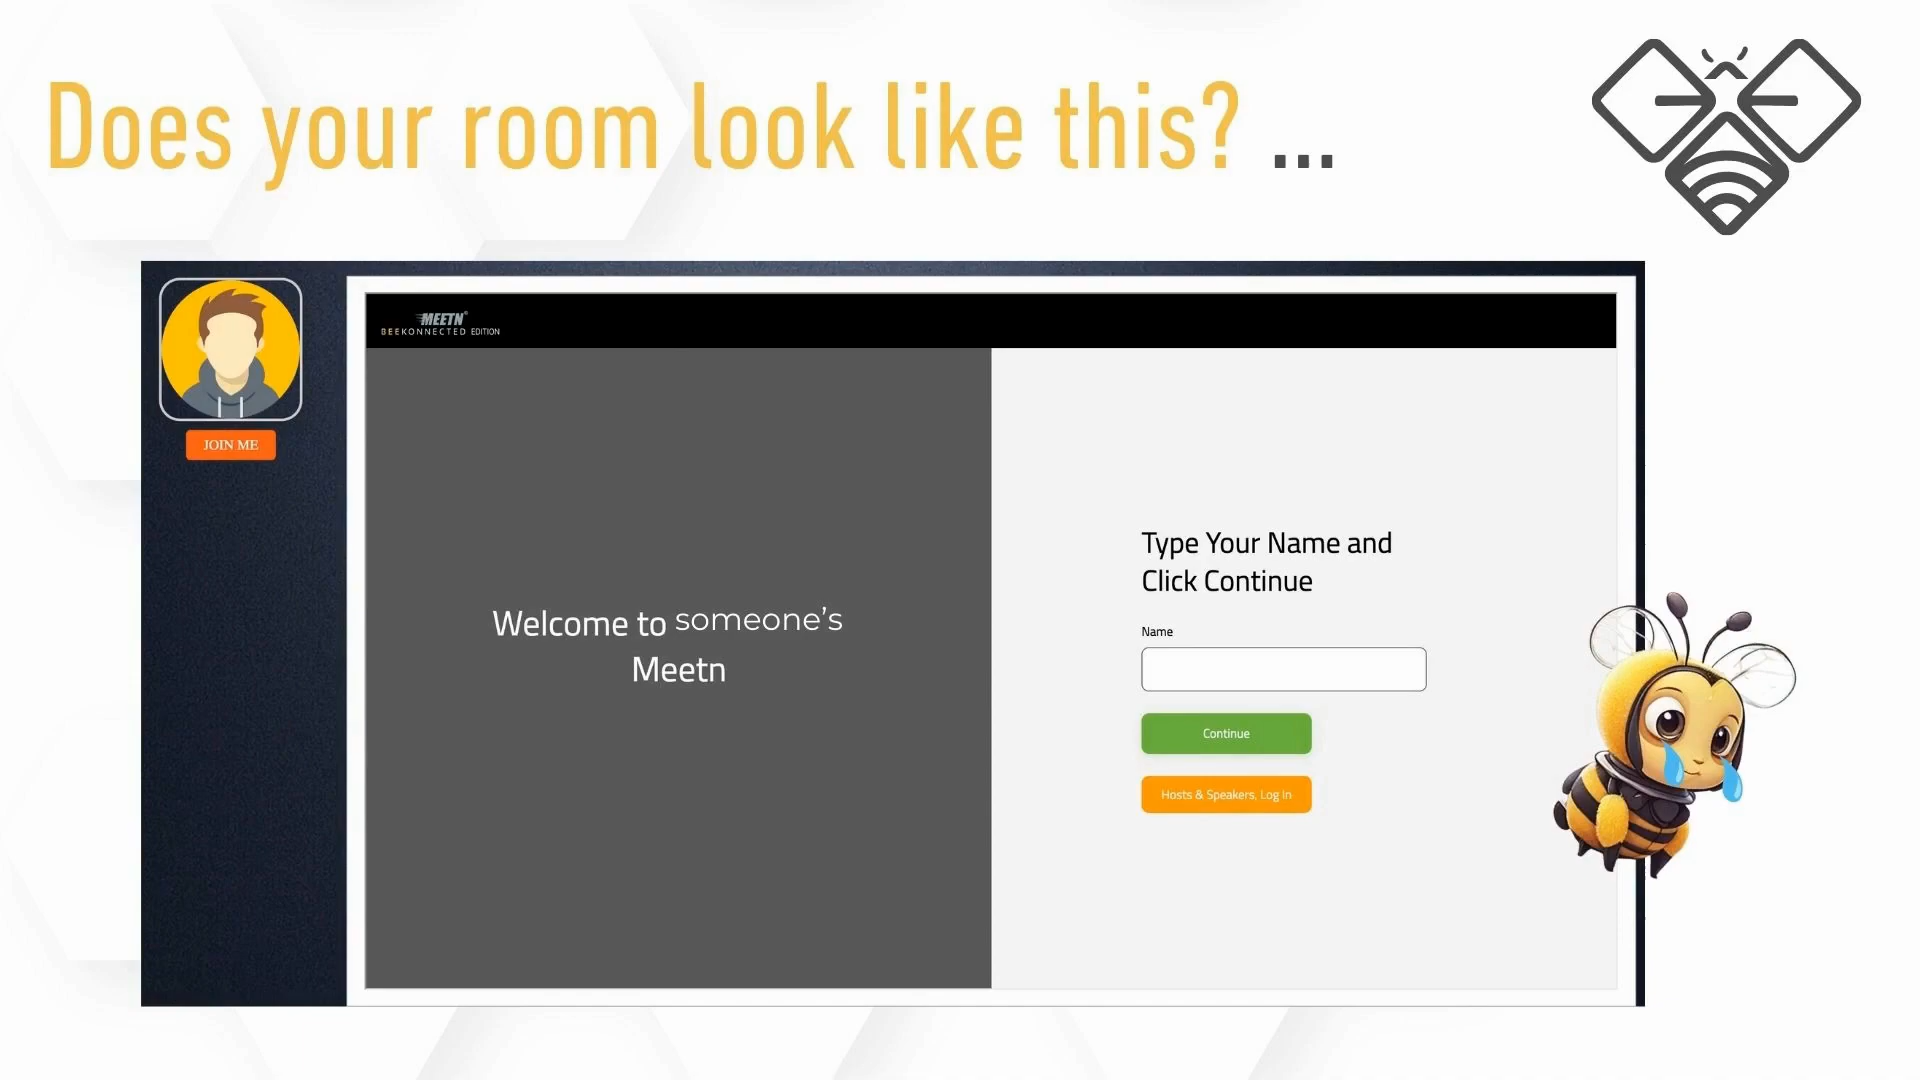 Does your room look like this? ...
MEETN®
BEEKONNECTED EDITION
JOIN ME
Welcome to someone's
Meetn
Type Your Name and
Click Continue
Name
Continue
Hosts & Speakers, Log In